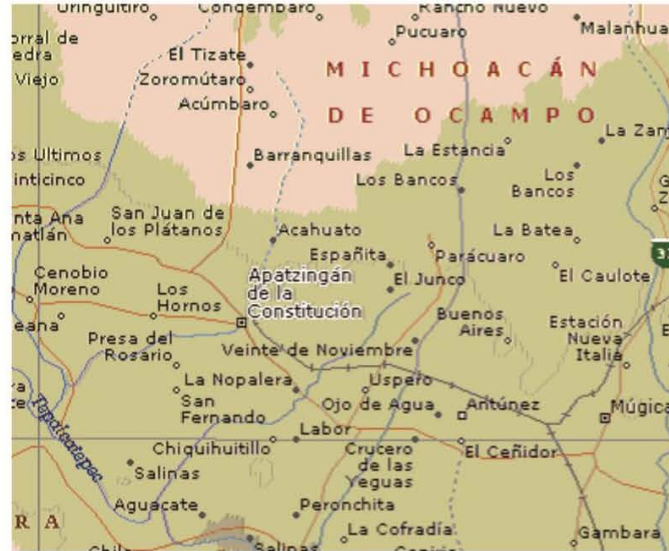 Uringuitiro
Congembaro
Rancho Nuevo
Pucuaro
Malanhua
orral de
edra
Viejo
El Tizate
Zoromútaro
Acúmbaro
MICHOACÁN
DE OCAMPO
La Estancia
La Zan
os Ultimos
inticinco
Barranquillas
Los Bancos
Los
Bancos
nta Ana
natlán
San Juan de
los Plátanos
Acahuato
La Batea
Españita
Parácuaro
El Caulote
Cenobio
Moreno
Los
Hornos
Apatzingán
de la
Constitución
El Junco
eana
Presa del
Rosario
Buenos
Aires
Estación
Nueva
Italia
Veinte de Noviembre
La Nopalera
San
Fernando
Uspero
Ojo de Agua
Antúnez
Múgica
Tepalcatepec
Chiquihuitillo
Labor
Crucero
de las
Yeguas
El Ceñidor
Salinas
Aguacate
Peronchita
RA
La Cofradía
Gambara
Salinas